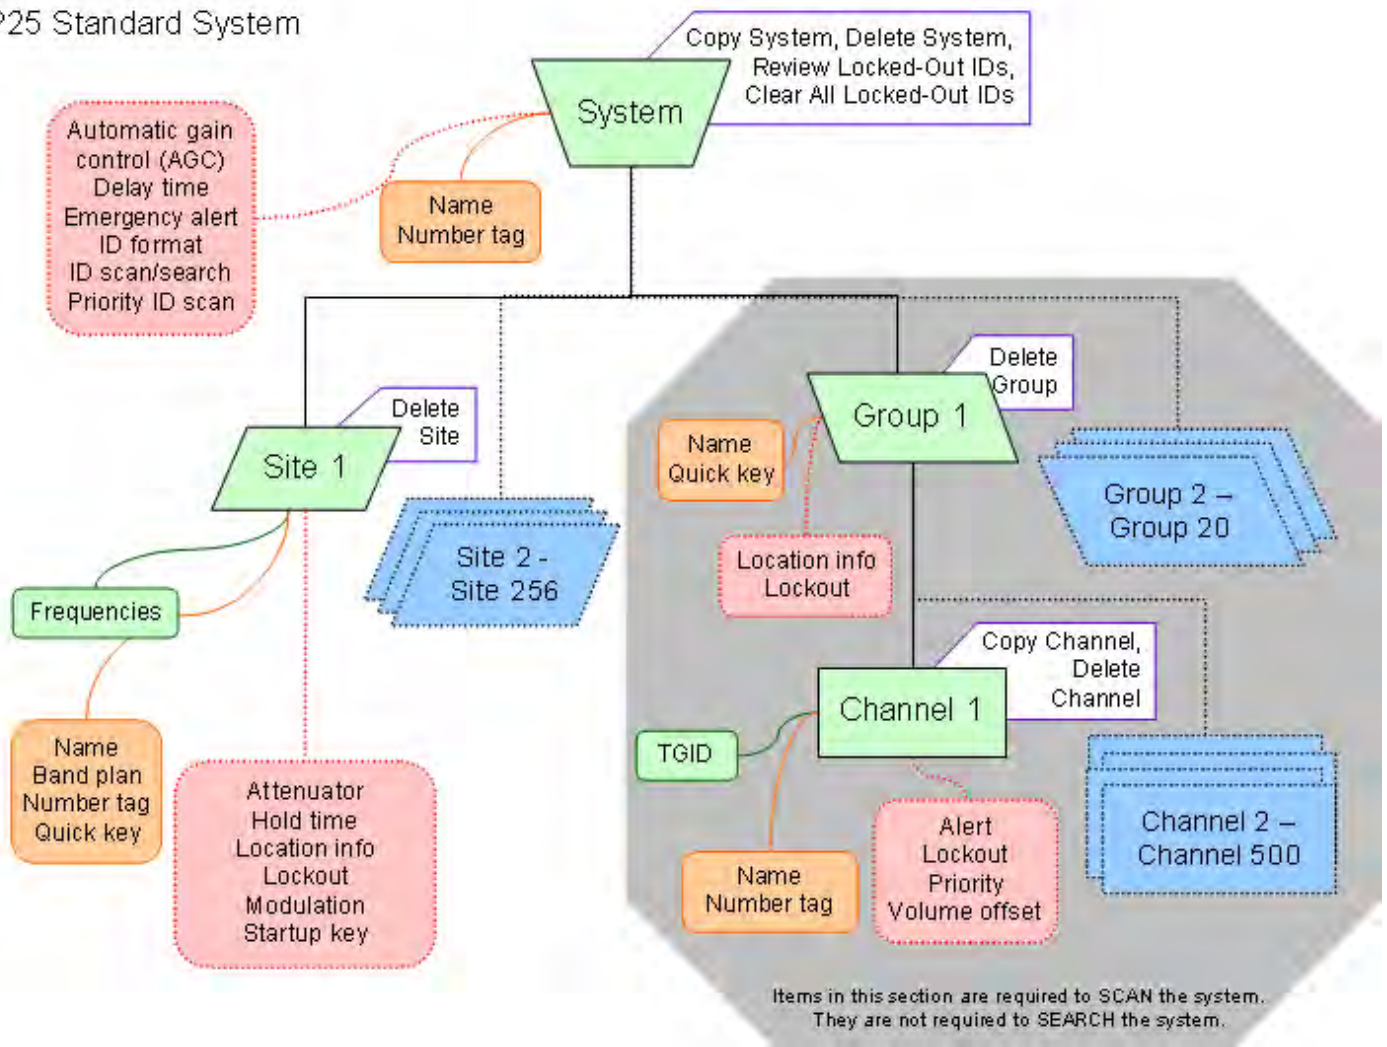 P25 Standard System
Copy System, Delete System,
Review Locked-Out IDs,
Clear All Locked-Out IDs
System
Automatic gain
control (AGC)
Delay time
Emergency alert
ID format
ID scan/search
Priority ID scan
Name
Number tag
Delete
Site
Site 1
Site 2 -
Site 256
Frequencies
Name
Band plan
Number tag
Quick key
Attenuator
Hold time
Location info
Lockout
Modulation
Startup key
Delete
Group
Group 1
Name
Quick key
Group 2 –
Group 20
Location info
Lockout
Copy Channel,
Delete
Channel
Channel 1
TGID
Name
Number tag
Alert
Lockout
Priority
Volume offset
Channel 2 –
Channel 500
Items in this section are required to SCAN the system.
They are not required to SEARCH the system.